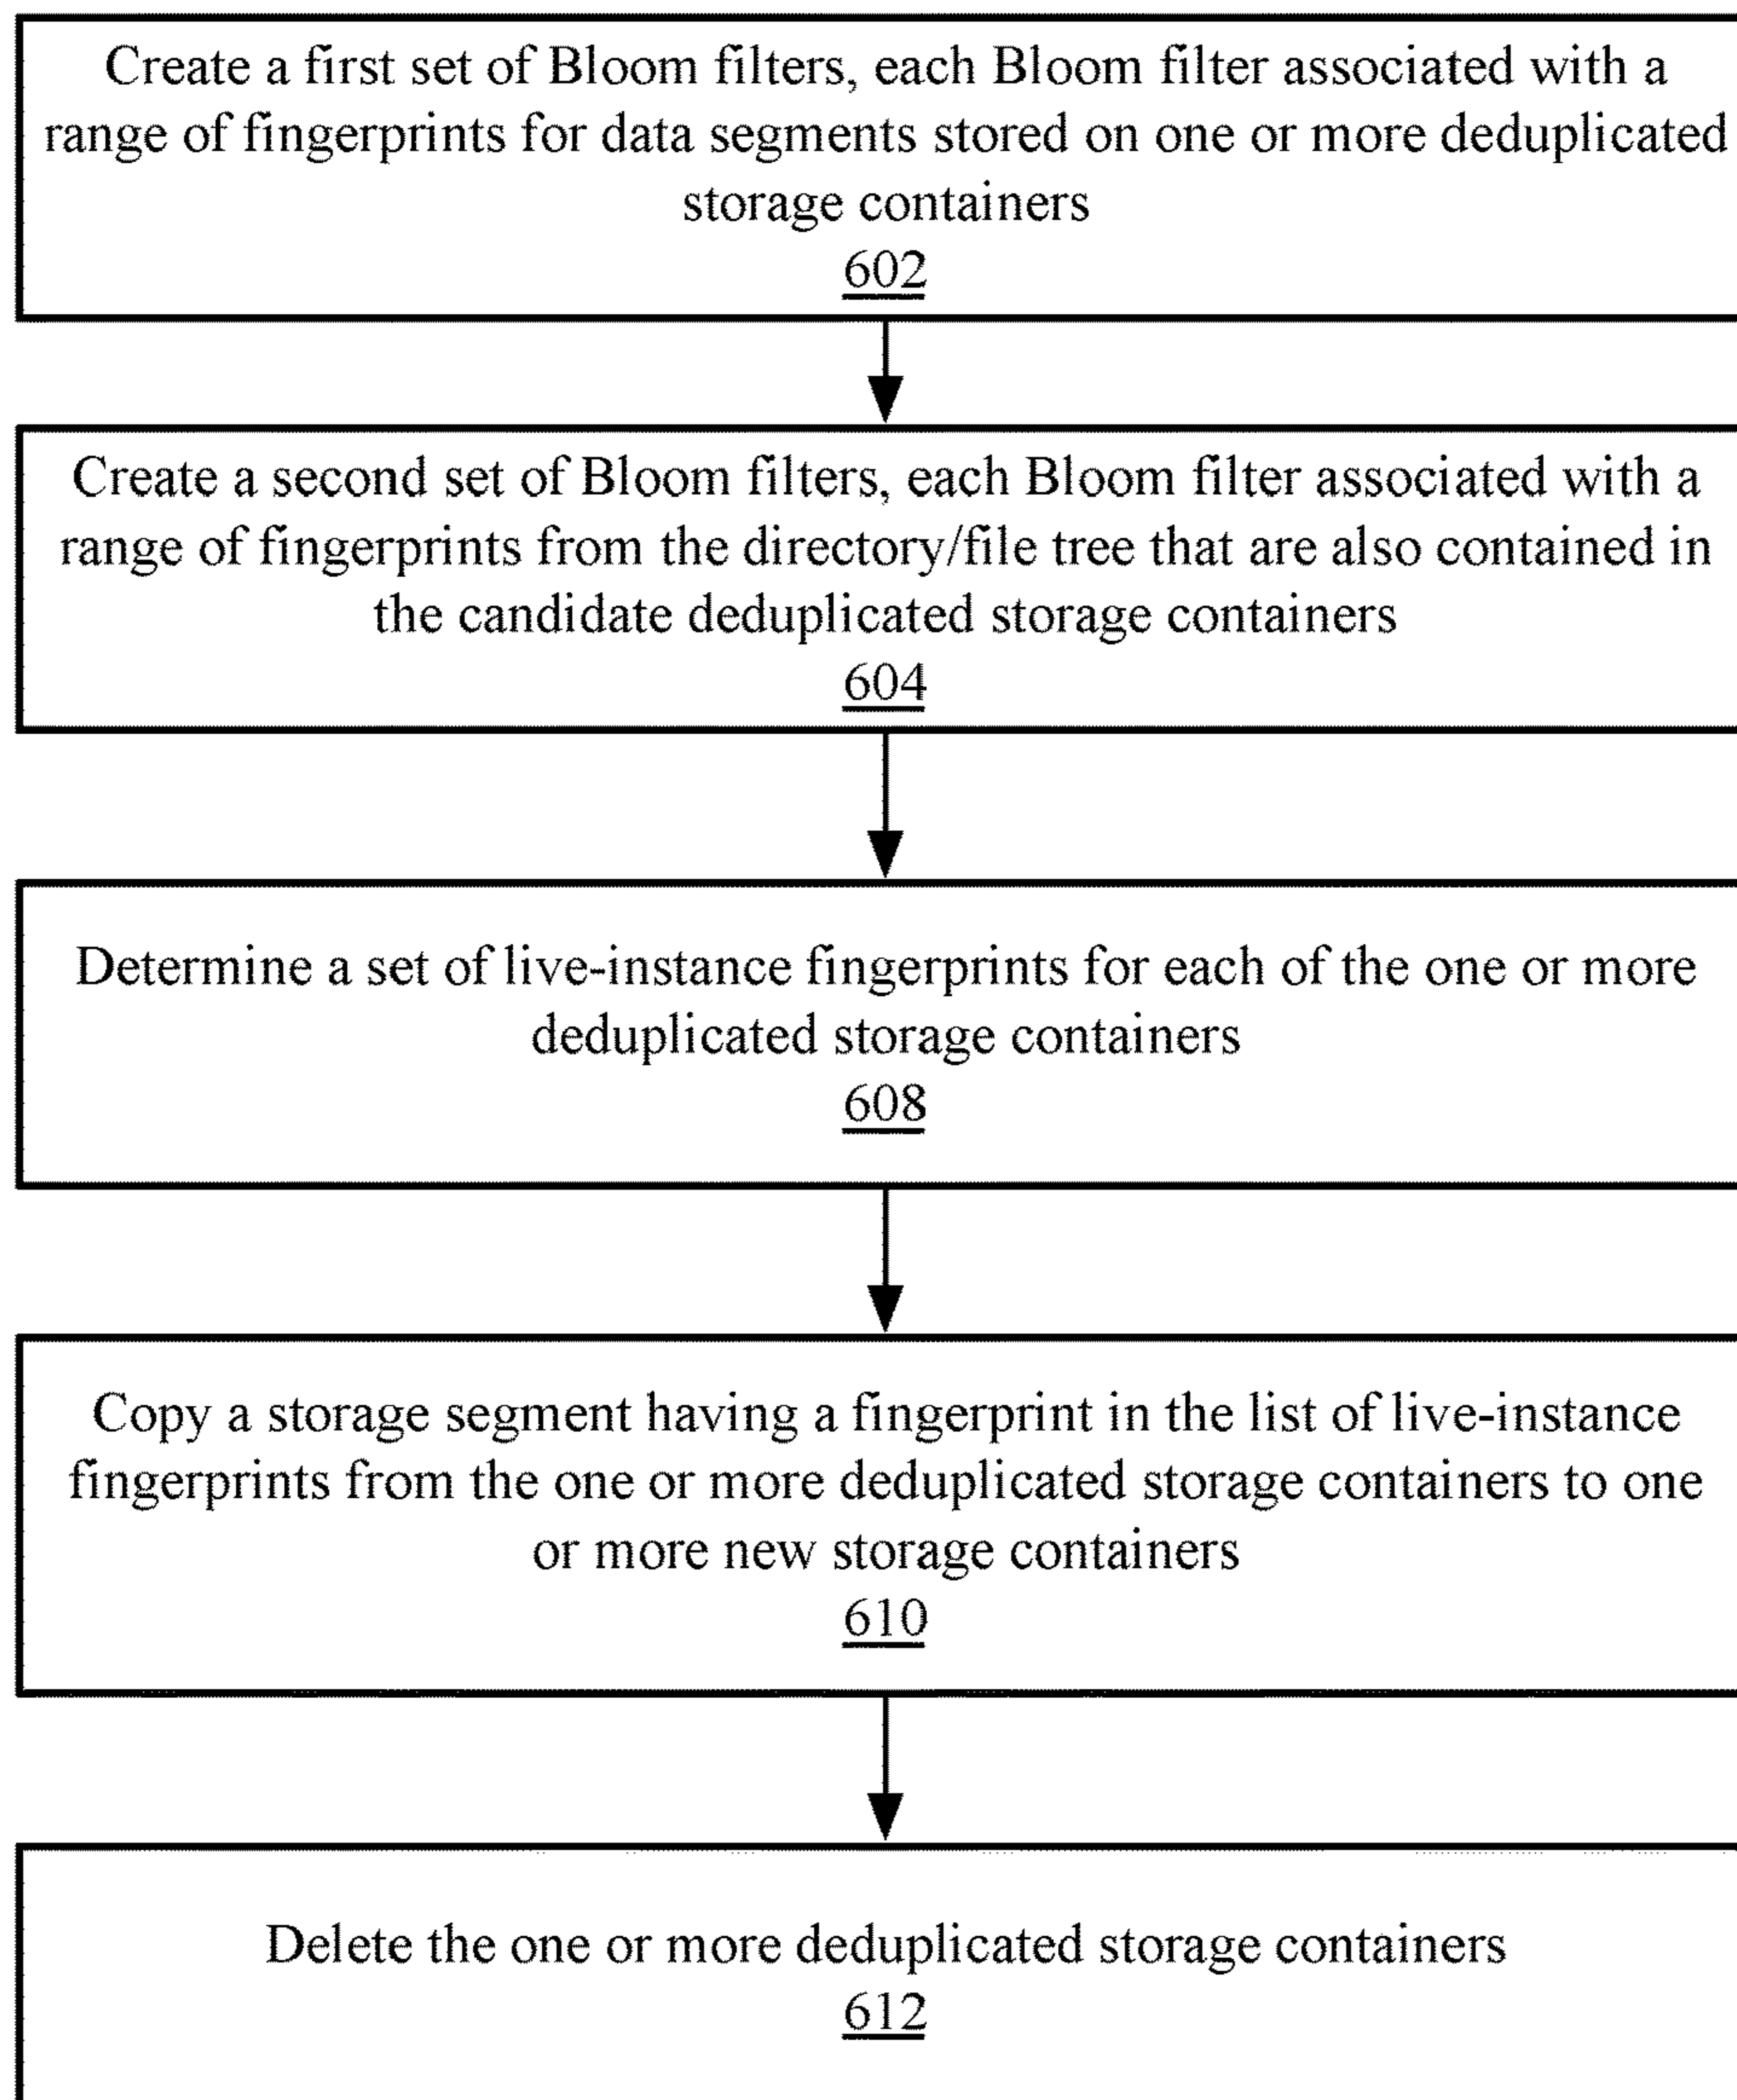 Create a first set of Bloom filters, each Bloom filter associated with a
range of fingerprints for data segments stored on one or more deduplicated
storage containers
602
Create a second set of Bloom filters, each Bloom filter associated with a
range of fingerprints from the directory/file tree that are also contained in
the candidate deduplicated storage containers
604
Determine a set of live-instance fingerprints for each of the one or more
deduplicated storage containers
608
Copy a storage segment having a fingerprint in the list of live-instance
fingerprints from the one or more deduplicated storage containers to one
or more new storage containers
610
Delete the one or more deduplicated storage containers
612